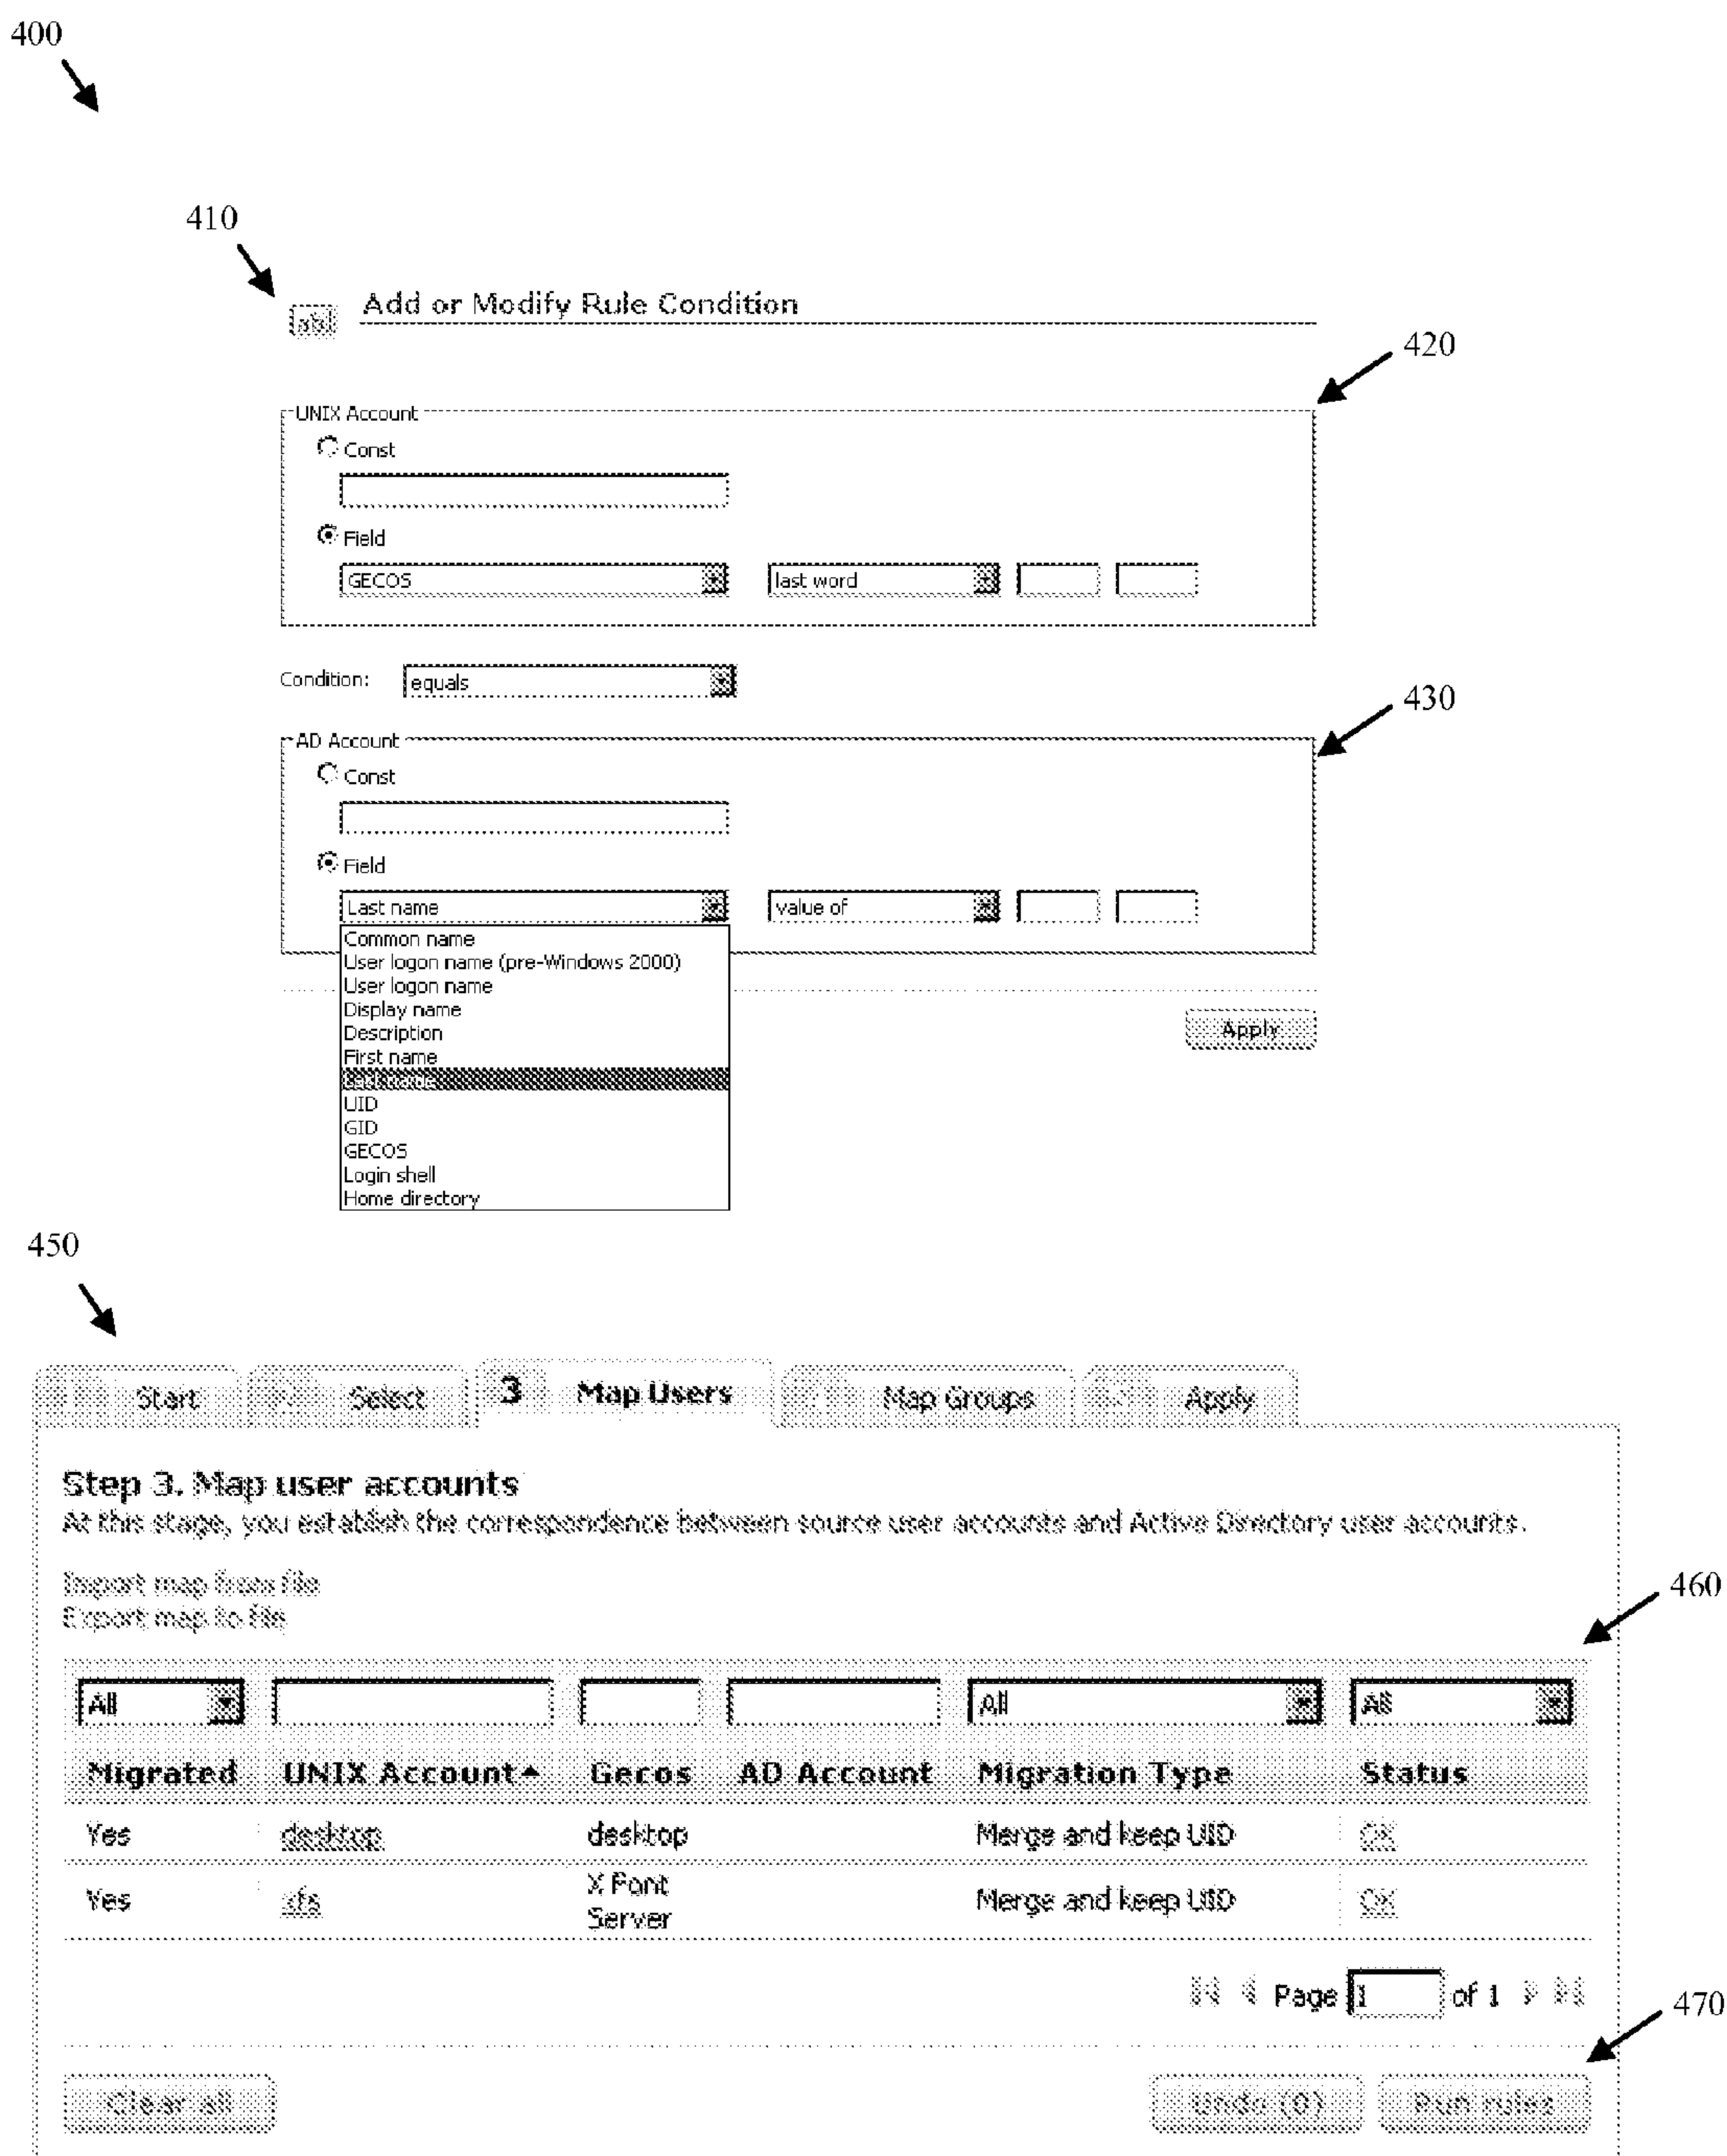 400
410
Add or Modify Rule Condition
420
UNIX Account
Const
Field
GECOS last word
Condition: equals
430
AD Account
Const
Field
Last name value of
Common name
User logon name (pre-Windows 2000)
User logon name
Display name
Description
First name
Last name
UID
GID
GECOS
Login shell
Home directory
Apply
450
Start Select 3 Map Users Map Groups Apply
Step 3. Map user accounts
At this stage, you establish the correspondence between source user accounts and Active Directory user accounts.
Import map from file
Export map to file
460
All All All
Migrated UNIX Account Gecos AD Account Migration Type Status
Yes desktop desktop Merge and keep UID OK
Yes xfs X Font Server Merge and keep UID OK
Page 1 of 1
470
Clear all Undo (0) Run rules